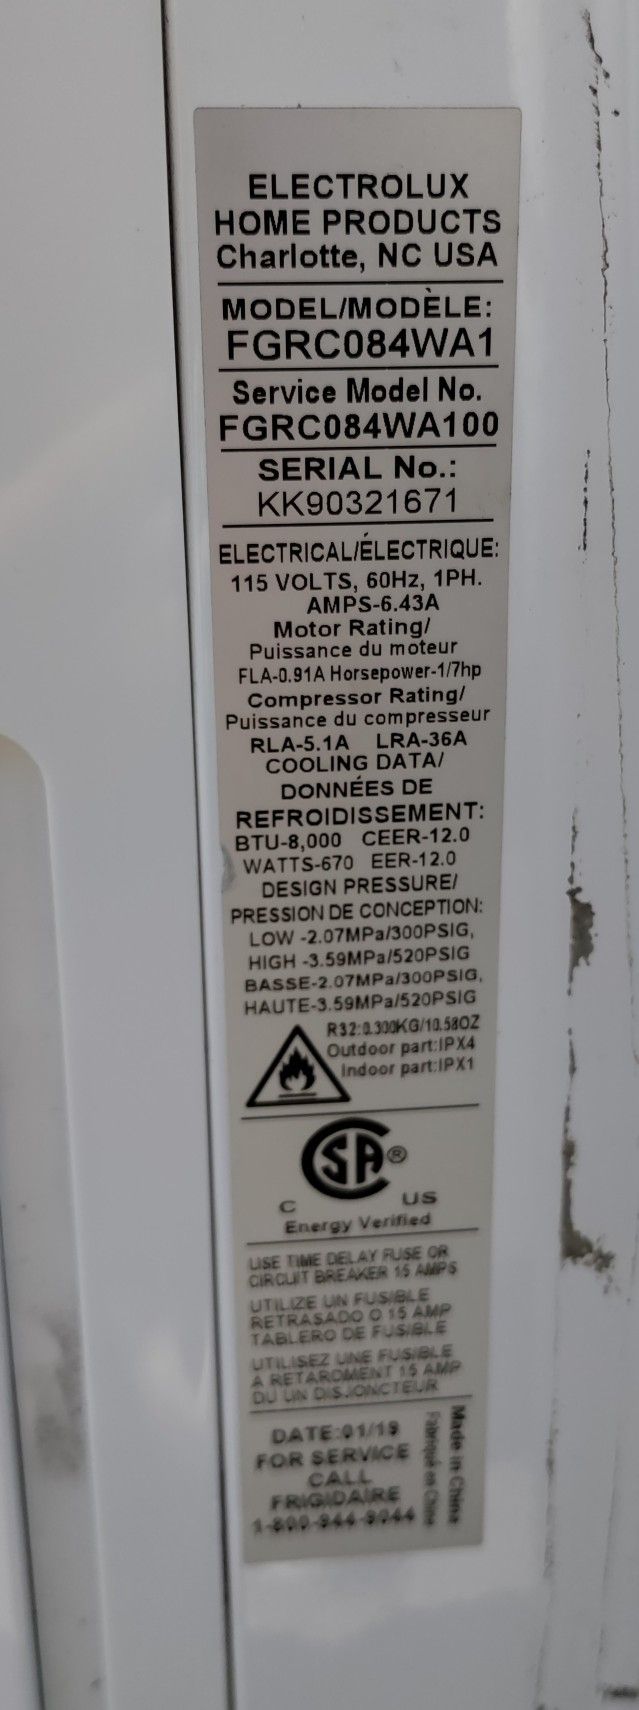 ELECTROLUX
HOME PRODUCTS
Charlotte, NC USA
MODEL/MODÈLE:
FGRC084WA1
Service Model No.
FGRC084WA100
SERIAL No.:
KK90321671
ELECTRICAL/ÉLECTRIQUE:
115 VOLTS, 60Hz, 1PH.
AMPS-6.43A
Motor Rating/
Puissance du moteur
FLA-0.91A Horsepower-1/7hp
Compressor Rating/
Puissance du compresseur
RLA-5.1A LRA-36A
COOLING DATA/
DONNÉES DE
REFROIDISSEMENT:
BTU-8,000 CEER-12.0
WATTS-670 EER-12.0
DESIGN PRESSURE/
PRESSION DE CONCEPTION:
LOW -2.07MPa/300PSIG,
HIGH -3.59MPa/520PSIG
BASSE-2.07MPa/300PSIG,
HAUTE-3.59MPa/520PSIG
R32:0.300KG/10.58OZ
Outdoor part:IPX4
Indoor part:IPX1
SA®
C US
Energy Verified
USE TIME DELAY FUSE OR
CIRCUIT BREAKER 15 AMPS
UTILIZE UN FUSIBLE
RETRASADO O 15 AMP
TABLERO DE FUSIBLE
UTILISEZ UNE FUSIBLE
A RETAROMENT 15 AMP
DU UN DISJONCTEUR
DATE:01/19
FOR SERVICE
CALL
FRIGIDAIRE
1-800-944-9044
Made in China
Fabriqué en Chine